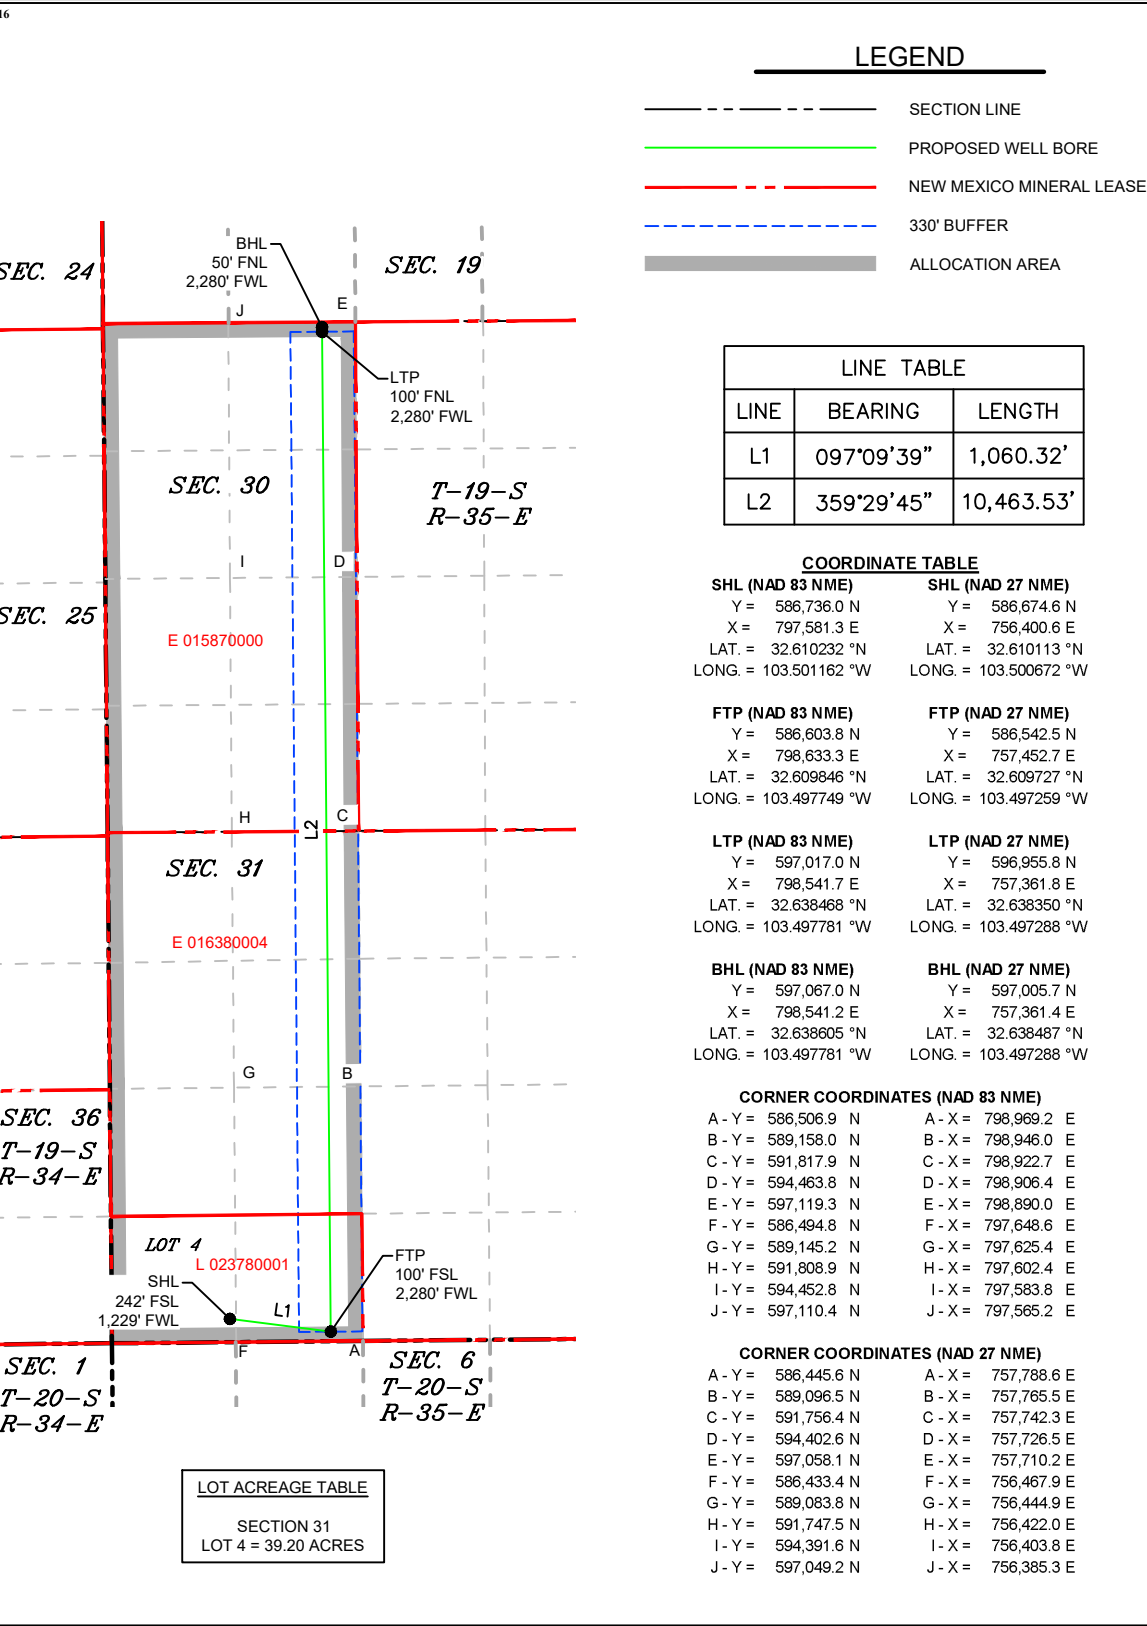 16
LEGEND
SECTION LINE
PROPOSED WELL BORE
NEW MEXICO MINERAL LEASE
330' BUFFER
ALLOCATION AREA
BHL
50' FNL
2,280' FWL
SEC. 24
SEC. 19
J
E
LTP
100' FNL
2,280' FWL
SEC. 30
T-19-S
R-35-E
I
D
SEC. 25
E 015870000
H
C
L2
SEC. 31
E 016380004
G
B
SEC. 36
T-19-S
R-34-E
LOT 4
L 023780001
SHL
242' FSL
1,229' FWL
L1
FTP
100' FSL
2,280' FWL
F
A
SEC. 1
T-20-S
R-34-E
SEC. 6
T-20-S
R-35-E
LOT ACREAGE TABLE
SECTION 31
LOT 4 = 39.20 ACRES
LINE TABLE
LINE BEARING LENGTH
L1 097°09'39" 1,060.32'
L2 359°29'45" 10,463.53'
COORDINATE TABLE
SHL (NAD 83 NME) SHL (NAD 27 NME)
Y = 586,736.0 N Y = 586,674.6 N
X = 797,581.3 E X = 756,400.6 E
LAT. = 32.610232 °N LAT. = 32.610113 °N
LONG. = 103.501162 °W LONG. = 103.500672 °W
FTP (NAD 83 NME) FTP (NAD 27 NME)
Y = 586,603.8 N Y = 586,542.5 N
X = 798,633.3 E X = 757,452.7 E
LAT. = 32.609846 °N LAT. = 32.609727 °N
LONG. = 103.497749 °W LONG. = 103.497259 °W
LTP (NAD 83 NME) LTP (NAD 27 NME)
Y = 597,017.0 N Y = 596,955.8 N
X = 798,541.7 E X = 757,361.8 E
LAT. = 32.638468 °N LAT. = 32.638350 °N
LONG. = 103.497781 °W LONG. = 103.497288 °W
BHL (NAD 83 NME) BHL (NAD 27 NME)
Y = 597,067.0 N Y = 597,005.7 N
X = 798,541.2 E X = 757,361.4 E
LAT. = 32.638605 °N LAT. = 32.638487 °N
LONG. = 103.497781 °W LONG. = 103.497288 °W
CORNER COORDINATES (NAD 83 NME)
A - Y = 586,506.9 N A - X = 798,969.2 E
B - Y = 589,158.0 N B - X = 798,946.0 E
C - Y = 591,817.9 N C - X = 798,922.7 E
D - Y = 594,463.8 N D - X = 798,906.4 E
E - Y = 597,119.3 N E - X = 798,890.0 E
F - Y = 586,494.8 N F - X = 797,648.6 E
G - Y = 589,145.2 N G - X = 797,625.4 E
H - Y = 591,808.9 N H - X = 797,602.4 E
I - Y = 594,452.8 N I - X = 797,583.8 E
J - Y = 597,110.4 N J - X = 797,565.2 E
CORNER COORDINATES (NAD 27 NME)
A - Y = 586,445.6 N A - X = 757,788.6 E
B - Y = 589,096.5 N B - X = 757,765.5 E
C - Y = 591,756.4 N C - X = 757,742.3 E
D - Y = 594,402.6 N D - X = 757,726.5 E
E - Y = 597,058.1 N E - X = 757,710.2 E
F - Y = 586,433.4 N F - X = 756,467.9 E
G - Y = 589,083.8 N G - X = 756,444.9 E
H - Y = 591,747.5 N H - X = 756,422.0 E
I - Y = 594,391.6 N I - X = 756,403.8 E
J - Y = 597,049.2 N J - X = 756,385.3 E